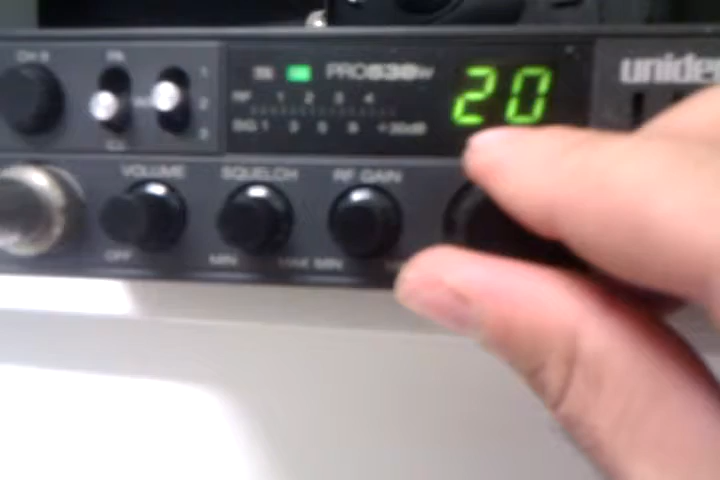 CH 9 PA 1 PRO538W 20 uniden
2
3
CB
RF 1 2 3 4
SIG 1 3 5 9 +30dB
VOLUME SQUELCH RF GAIN
OFF MIN MAX MIN